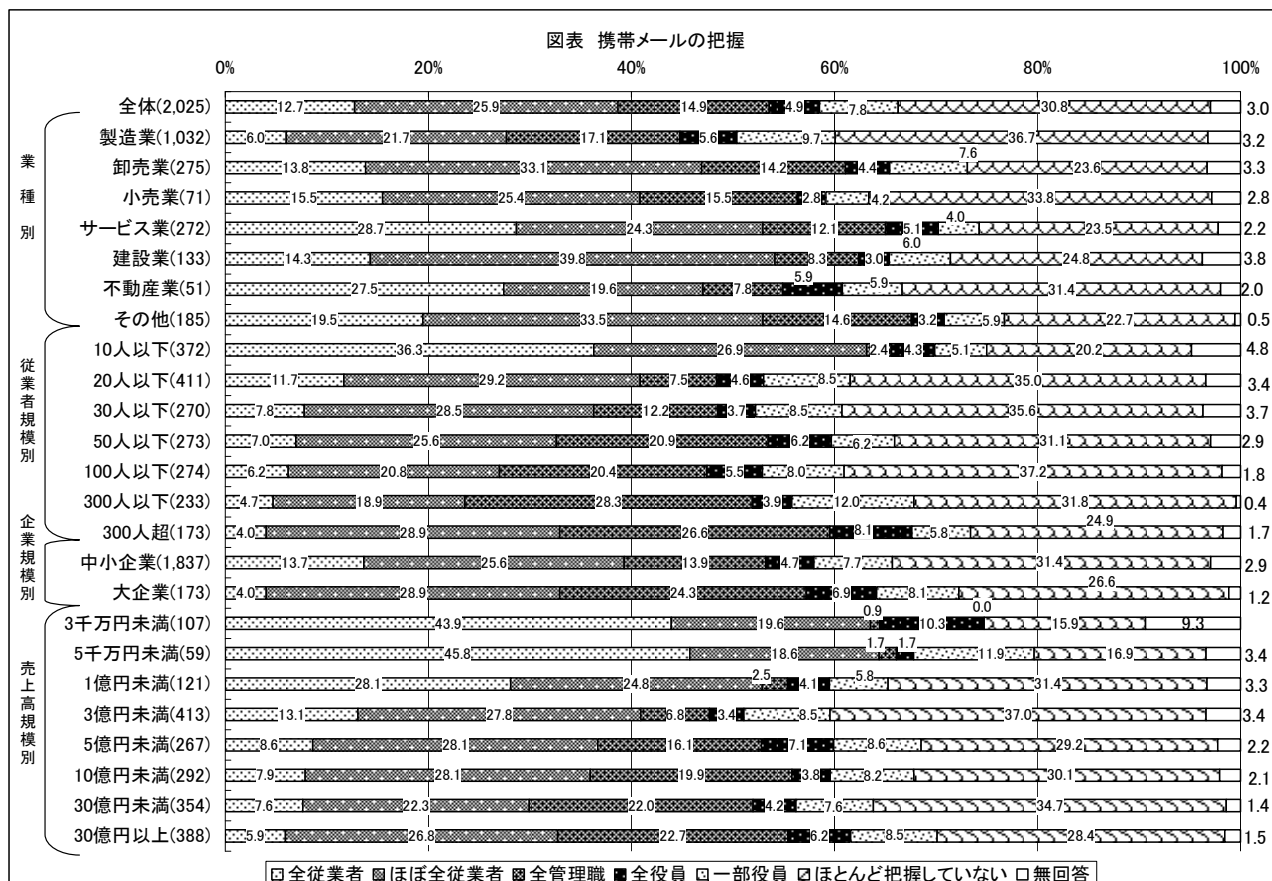 図表 携帯メールの把握
0% 20% 40% 60% 80% 100%
業種別
全体(2,025) 12.7 25.9 14.9 4.9 7.8 30.8 3.0
製造業(1,032) 6.0 21.7 17.1 5.6 9.7 36.7 3.2
卸売業(275) 13.8 33.1 14.2 4.4 7.6 23.6 3.3
小売業(71) 15.5 25.4 15.5 2.8 4.2 33.8 2.8
サービス業(272) 28.7 24.3 12.1 5.1 4.0 23.5 2.2
建設業(133) 14.3 39.8 8.3 3.0 6.0 24.8 3.8
不動産業(51) 27.5 19.6 7.8 5.9 5.9 31.4 2.0
その他(185) 19.5 33.5 14.6 3.2 5.9 22.7 0.5
従業者規模別
10人以下(372) 36.3 26.9 2.4 4.3 5.1 20.2 4.8
20人以下(411) 11.7 29.2 7.5 4.6 8.5 35.0 3.4
30人以下(270) 7.8 28.5 12.2 3.7 8.5 35.6 3.7
50人以下(273) 7.0 25.6 20.9 6.2 6.2 31.1 2.9
100人以下(274) 6.2 20.8 20.4 5.5 8.0 37.2 1.8
300人以下(233) 4.7 18.9 28.3 3.9 12.0 31.8 0.4
300人超(173) 4.0 28.9 26.6 8.1 5.8 24.9 1.7
企業規模別
中小企業(1,837) 13.7 25.6 13.9 4.7 7.7 31.4 2.9
大企業(173) 4.0 28.9 24.3 6.9 8.1 26.6 1.2
売上高規模別
3千万円未満(107) 43.9 19.6 0.9 10.3 0.0 15.9 9.3
5千万円未満(59) 45.8 18.6 1.7 1.7 11.9 16.9 3.4
1億円未満(121) 28.1 24.8 2.5 4.1 5.8 31.4 3.3
3億円未満(413) 13.1 27.8 6.8 3.4 8.5 37.0 3.4
5億円未満(267) 8.6 28.1 16.1 7.1 8.6 29.2 2.2
10億円未満(292) 7.9 28.1 19.9 3.8 8.2 30.1 2.1
30億円未満(354) 7.6 22.3 22.0 4.2 7.6 34.7 1.4
30億円以上(388) 5.9 26.8 22.7 6.2 8.5 28.4 1.5
全従業者 ほぼ全従業者 全管理職 全役員 一部役員 ほとんど把握していない 無回答